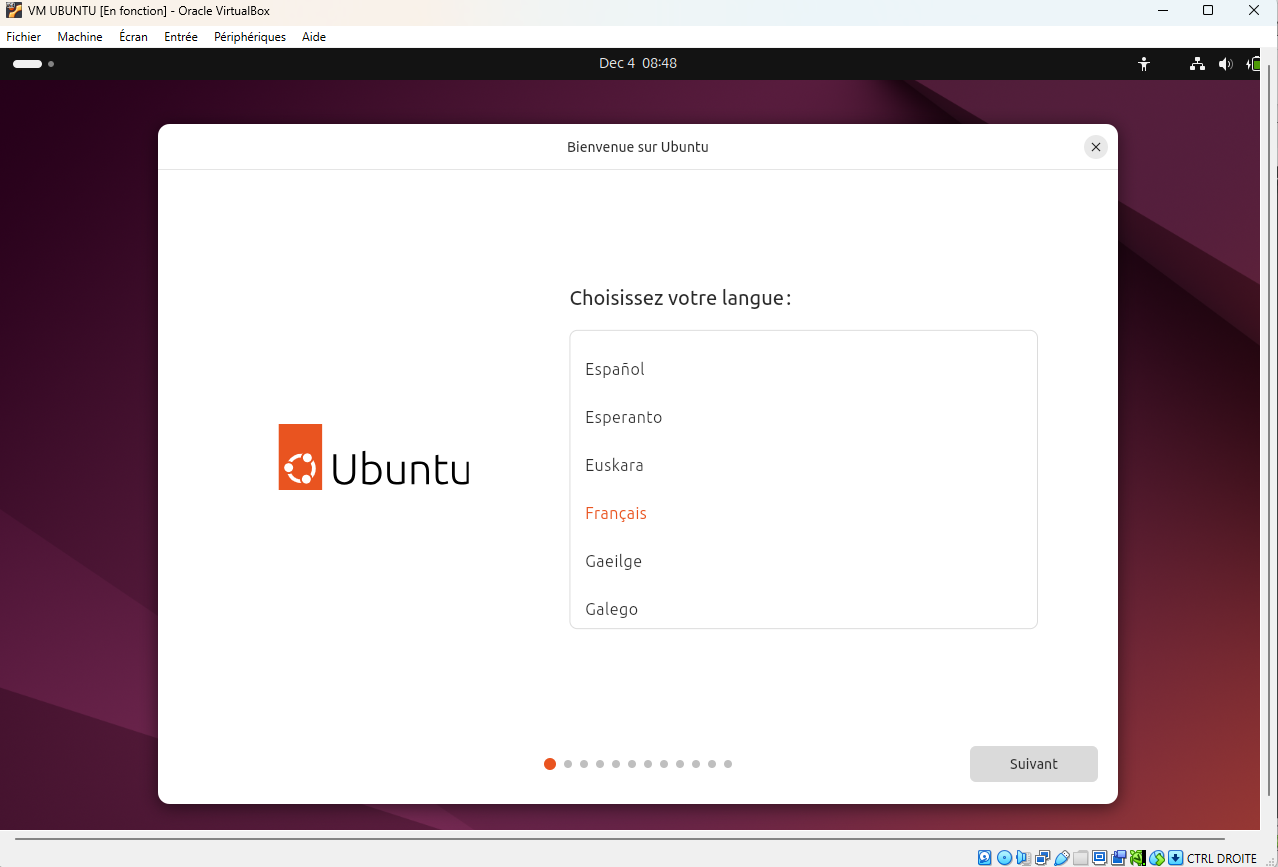 VM UBUNTU [En fonction] - Oracle VirtualBox
Fichier Machine Écran Entrée Périphériques Aide
Dec 4 08:48
Bienvenue sur Ubuntu
Choisissez votre langue :
Español
Esperanto
Euskara
Français
Gaeilge
Galego
Ubuntu
Suivant
CTRL DROITE